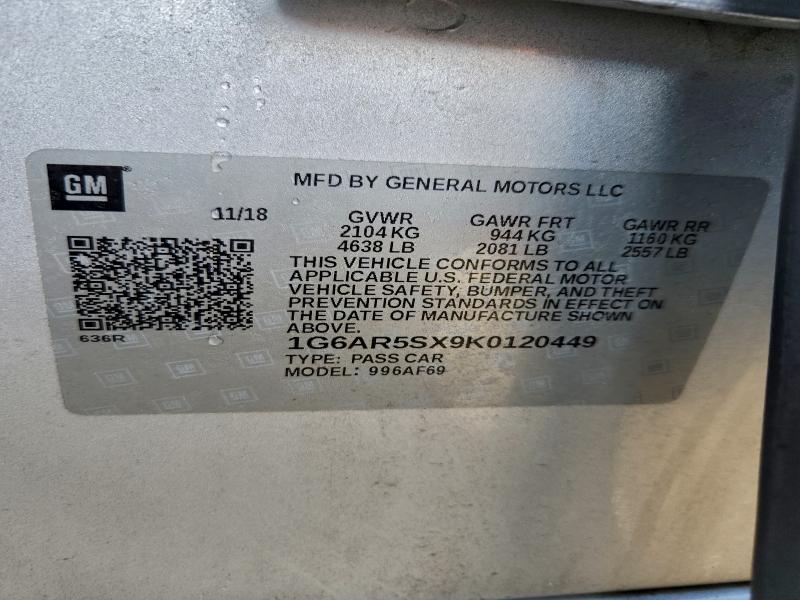 GM
MFD BY GENERAL MOTORS LLC
11/18
GVWR
2104 KG
4638 LB
GAWR FRT
944 KG
2081 LB
GAWR RR
1160 KG
2557 LB
THIS VEHICLE CONFORMS TO ALL
APPLICABLE U.S. FEDERAL MOTOR
VEHICLE SAFETY, BUMPER, AND THEFT
PREVENTION STANDARDS IN EFFECT ON
THE DATE OF MANUFACTURE SHOWN
ABOVE.
636R
1G6AR5SX9K0120449
TYPE: PASS CAR
MODEL: 996AF69